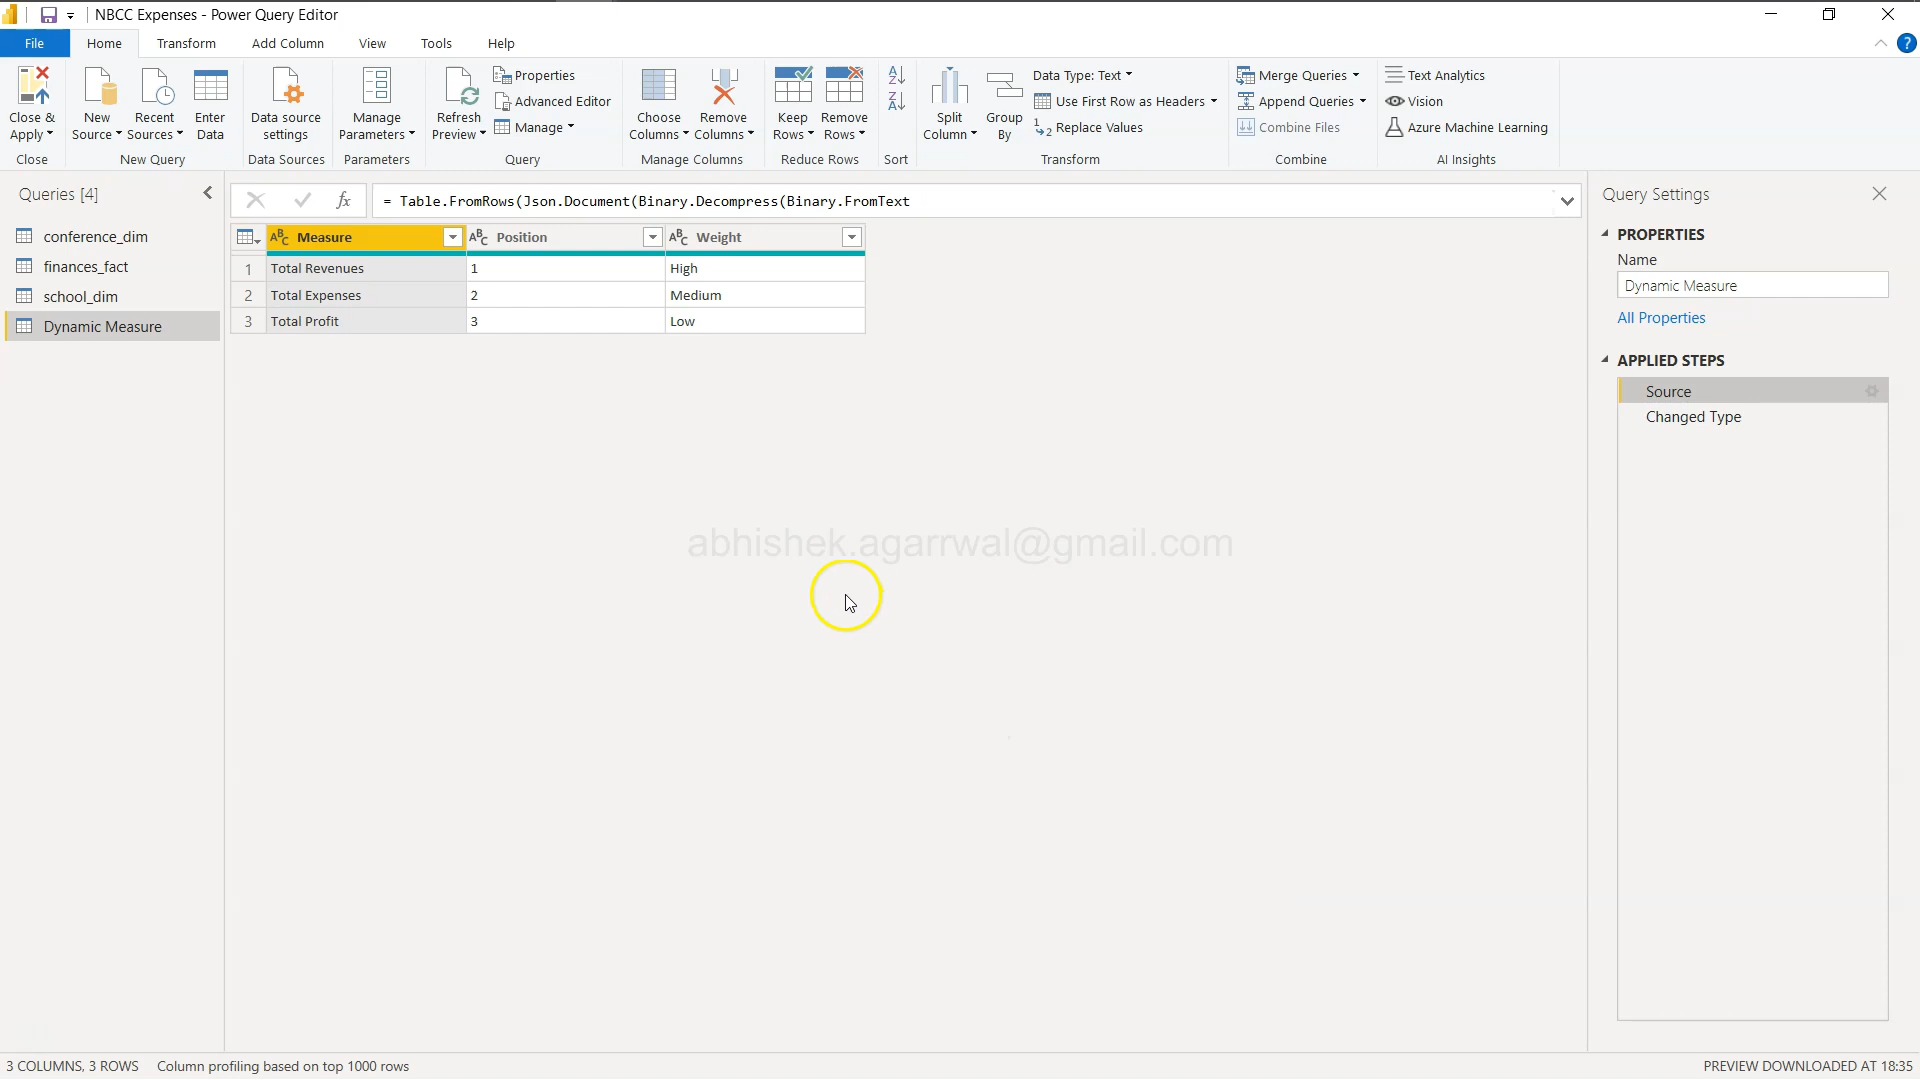 NBCC Expenses - Power Query Editor
File Home Transform Add Column View Tools Help
Close & Apply
Close
New Source
Recent Sources
Enter Data
New Query
Data source settings
Data Sources
Manage Parameters
Parameters
Refresh Preview
Properties
Advanced Editor
Manage
Query
Choose Columns
Remove Columns
Manage Columns
Keep Rows
Remove Rows
Reduce Rows
Sort
Split Column
Group By
Data Type: Text
Use First Row as Headers
Replace Values
Transform
Merge Queries
Append Queries
Combine Files
Combine
Text Analytics
Vision
Azure Machine Learning
AI Insights
Queries [4]
conference_dim
finances_fact
school_dim
Dynamic Measure
= Table.FromRows(Json.Document(Binary.Decompress(Binary.FromText
Measure Position Weight
1 Total Revenues 1 High
2 Total Expenses 2 Medium
3 Total Profit 3 Low
abhishek.agarrwal@gmail.com
Query Settings
PROPERTIES
Name
Dynamic Measure
All Properties
APPLIED STEPS
Source
Changed Type
3 COLUMNS, 3 ROWS Column profiling based on top 1000 rows
PREVIEW DOWNLOADED AT 18:35